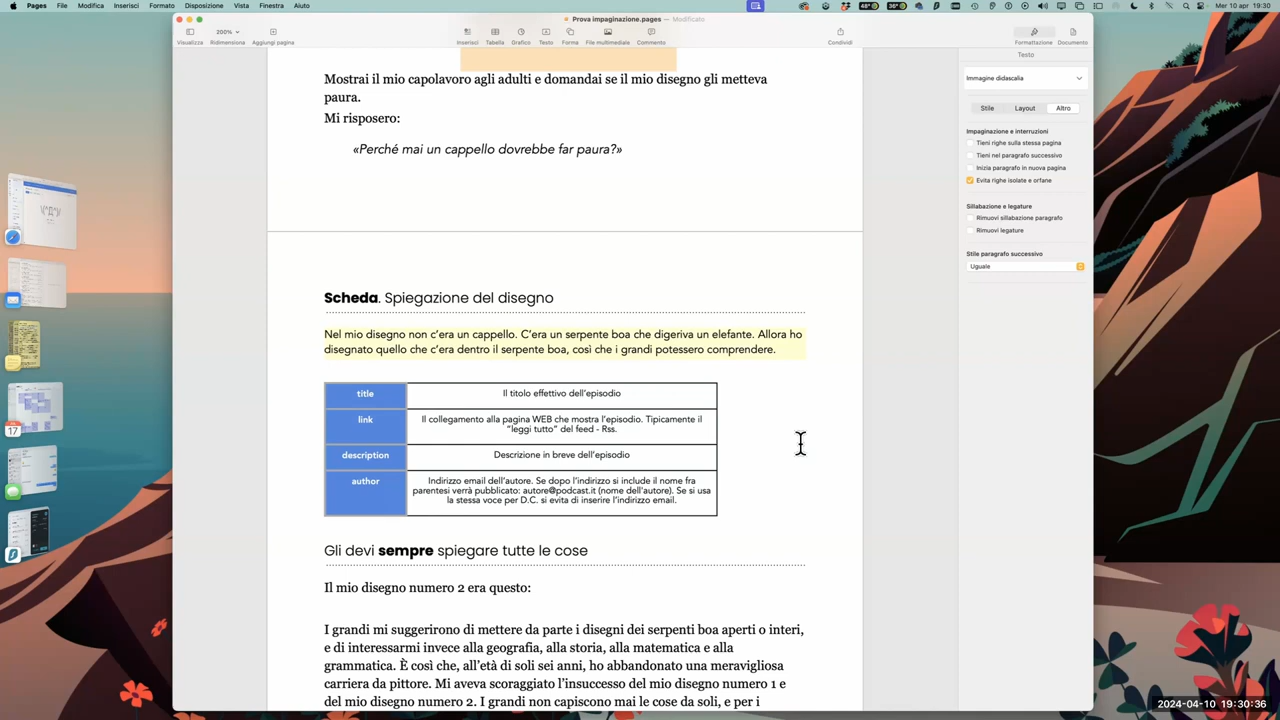 Pages File Modifica Inserisci Formato Disposizione Vista Finestra Aiuto
48° 36° Mer 10 apr 19:30
Prova impaginazione.pages — Modificato
200%
Visualizza Ridimensiona Aggiungi pagina Inserisci Tabella Grafico Testo Forma File multimediale Commento Condividi Formattazione Documento
Testo
Immagine didascalia
Stile Layout Altro
Impaginazione e interruzioni
Tieni righe sulla stessa pagina
Tieni nel paragrafo successivo
Inizia paragrafo in nuova pagina
Evita righe isolate e orfane
Sillabazione e legature
Rimuovi sillabazione paragrafo
Rimuovi legature
Stile paragrafo successivo
Uguale
Mostrai il mio capolavoro agli adulti e domandai se il mio disegno gli metteva
paura.
Mi risposero:
«Perché mai un cappello dovrebbe far paura?»
Scheda. Spiegazione del disegno
Nel mio disegno non c’era un cappello. C’era un serpente boa che digeriva un elefante. Allora ho
disegnato quello che c’era dentro il serpente boa, così che i grandi potessero comprendere.
title
Il titolo effettivo dell’episodio
link
Il collegamento alla pagina WEB che mostra l’episodio. Tipicamente il
“leggi tutto” del feed - Rss.
description
Descrizione in breve dell’episodio
author
Indirizzo email dell’autore. Se dopo l’indirizzo si include il nome fra
parentesi verrà pubblicato: autore@podcast.it (nome dell’autore). Se si usa
la stessa voce per D.C. si evita di inserire l’indirizzo email.
Gli devi sempre spiegare tutte le cose
Il mio disegno numero 2 era questo:
I grandi mi suggerirono di mettere da parte i disegni dei serpenti boa aperti o interi,
e di interessarmi invece alla geografia, alla storia, alla matematica e alla
grammatica. È così che, all’età di soli sei anni, ho abbandonato una meravigliosa
carriera da pittore. Mi aveva scoraggiato l’insuccesso del mio disegno numero 1 e
del mio disegno numero 2. I grandi non capiscono mai le cose da soli, e per i
17
2024-04-10 19:30:36